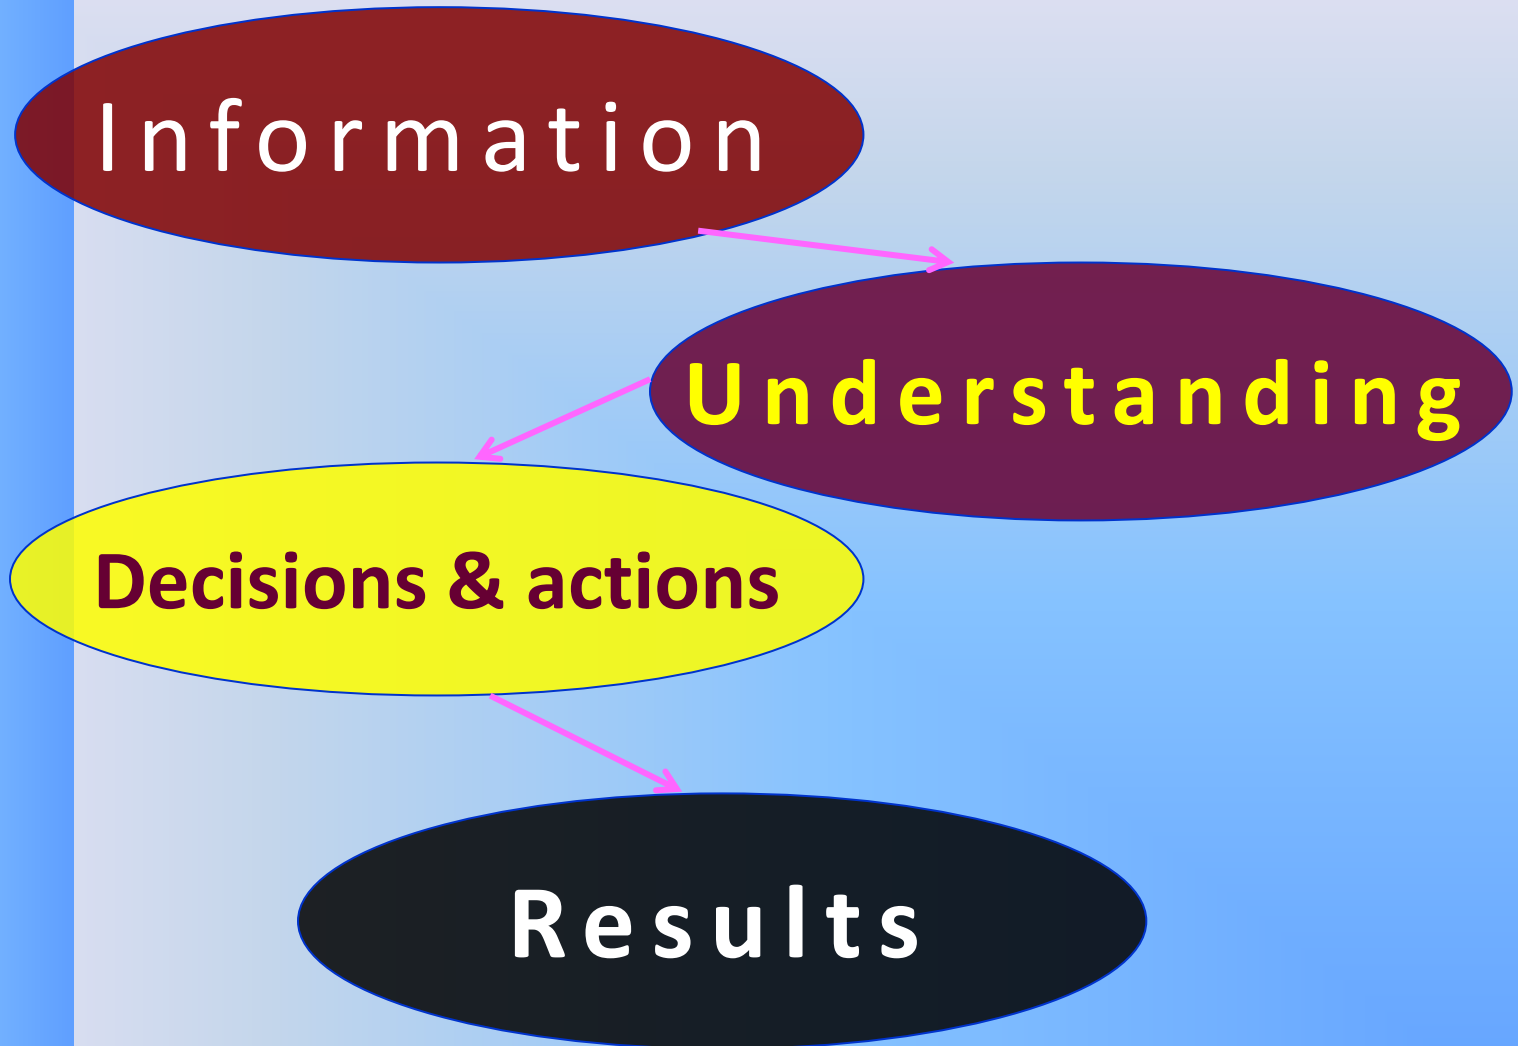 Information
Understanding
Decisions & actions
Results